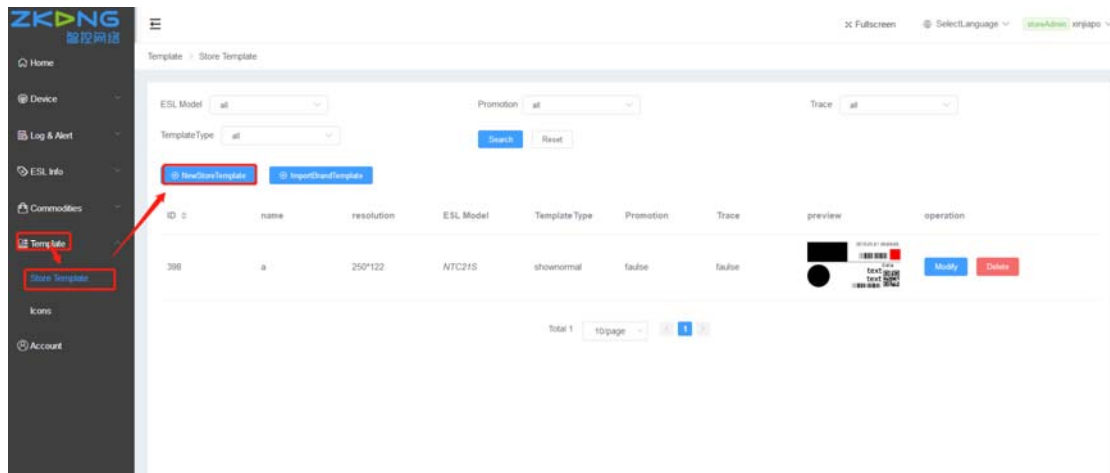 ZKDNG
智控网络
Home
Device
Log & Alert
ESL Info
Commodities
Template
Store Template
Icons
Account
Fullscreen
SelectLanguage
storeAdmin xinjiapo
Template > Store Template
ESL Model all
Promotion all
Trace all
TemplateType all
Search
Reset
NewStoreTemplate
ImportBrandTemplate
ID name resolution ESL Model Template Type Promotion Trace preview operation
398 a 250*122 NTC21S shownormal faulse faulse
text
text
Modify Delete
Total 1 10/page 1